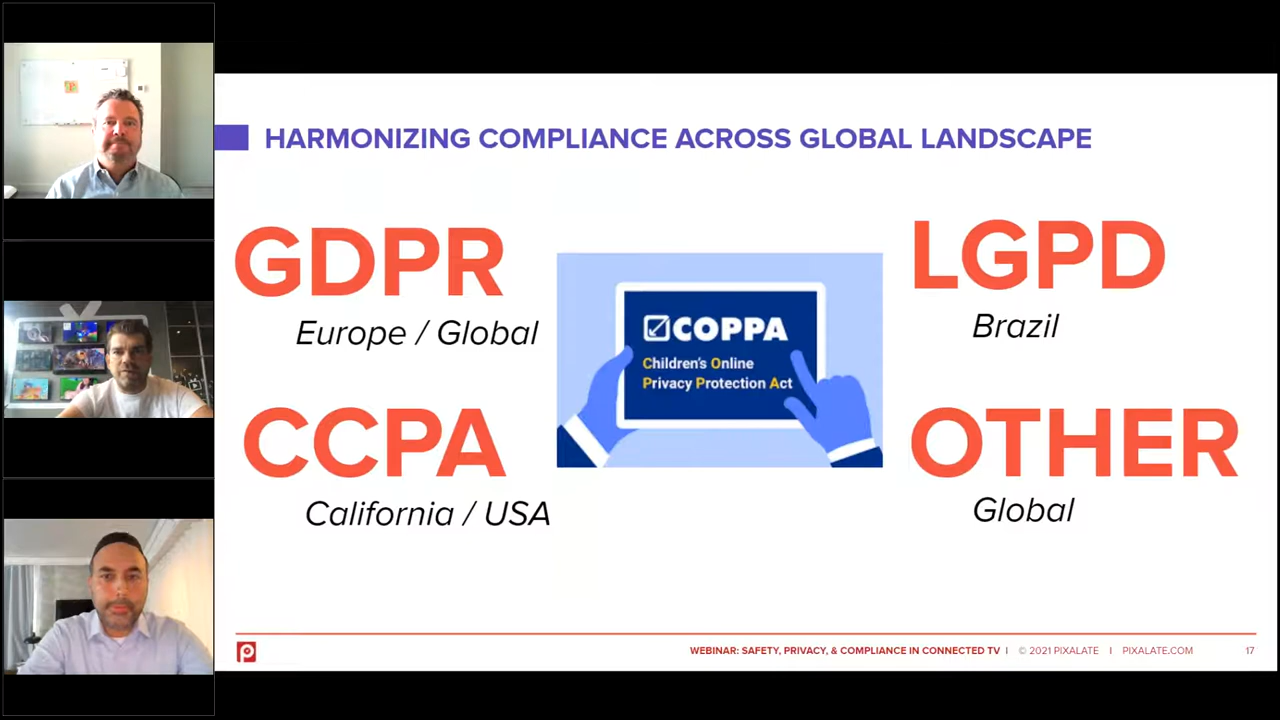 HARMONIZING COMPLIANCE ACROSS GLOBAL LANDSCAPE
GDPR
Europe / Global
CCPA
California / USA
COPPA
Children's Online
Privacy Protection Act
LGPD
Brazil
OTHER
Global
WEBINAR: SAFETY, PRIVACY, & COMPLIANCE IN CONNECTED TV I © 2021 PIXALATE I PIXALATE.COM 17